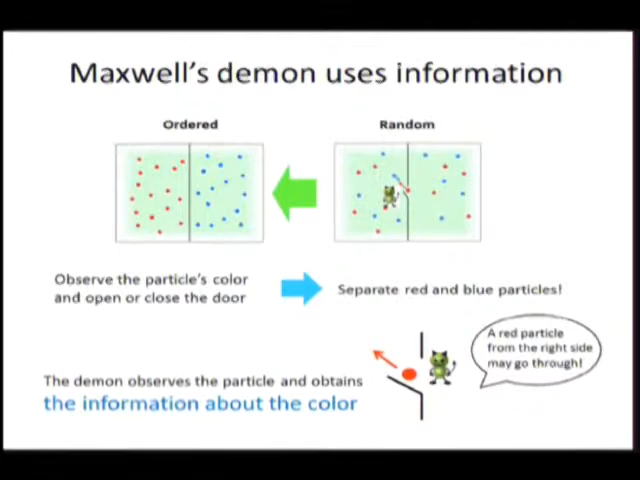 Maxwell's demon uses information
Ordered
Random
Observe the particle's color
and open or close the door
Separate red and blue particles!
A red particle
from the right side
may go through!
The demon observes the particle and obtains
the information about the color